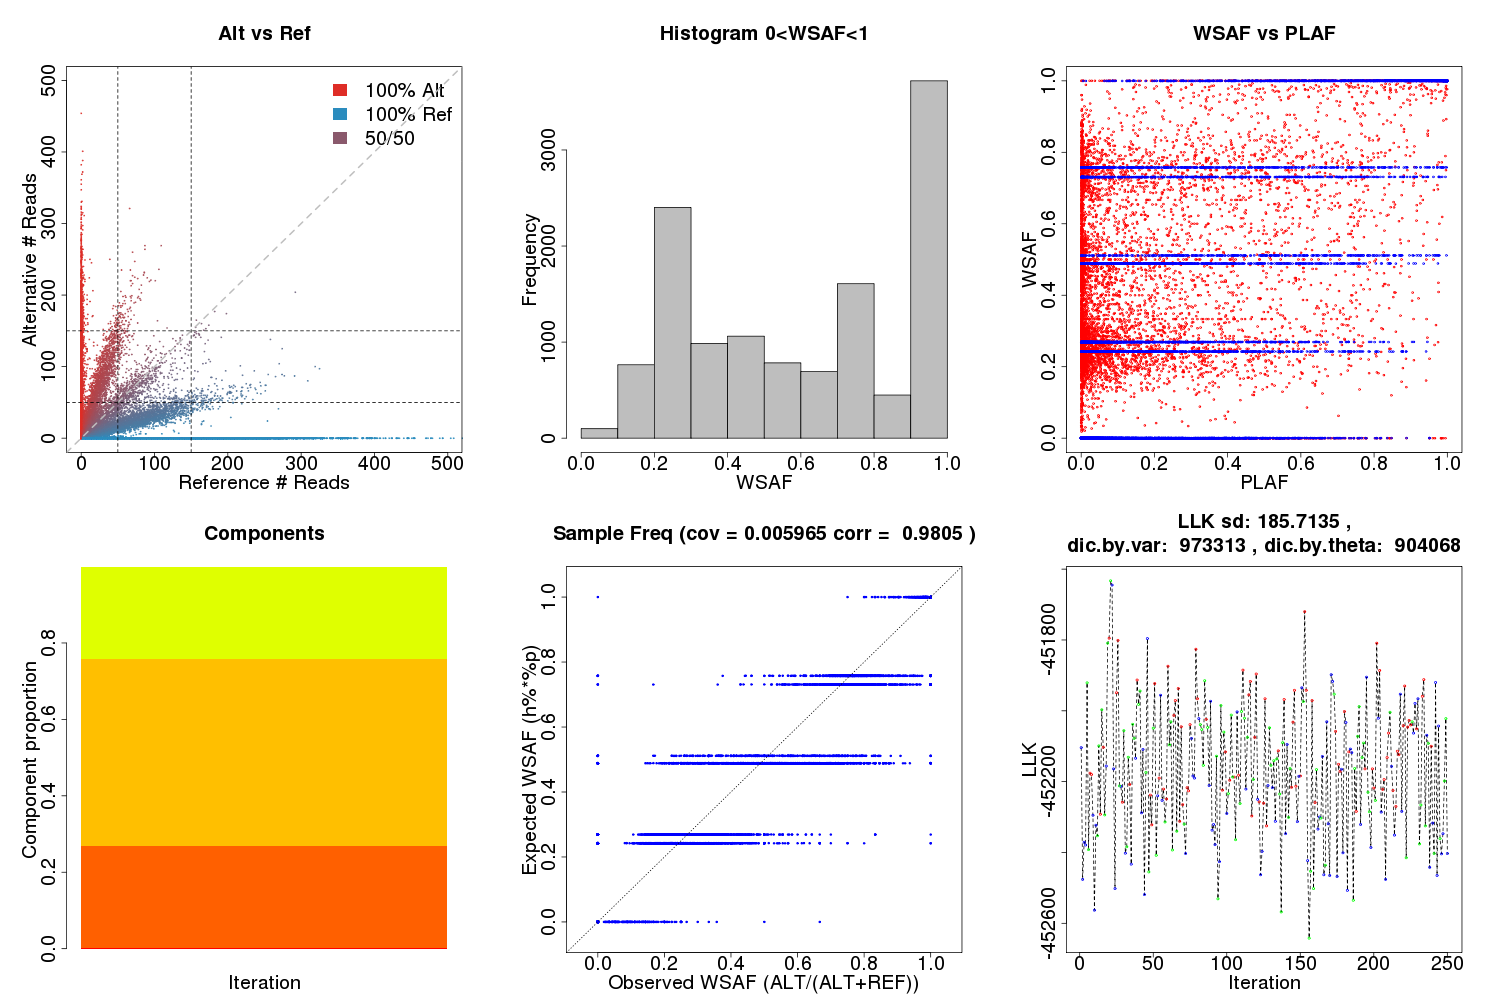 Alt vs Ref
Alternative # Reads
0 100 200 300 400 500
0 100 200 300 400 500
Reference # Reads
100% Alt
100% Ref
50/50
Histogram 0<WSAF<1
Frequency
0 1000 2000 3000
0.0 0.2 0.4 0.6 0.8 1.0
WSAF
WSAF vs PLAF
WSAF
0.0 0.2 0.4 0.6 0.8 1.0
0.0 0.2 0.4 0.6 0.8 1.0
PLAF
Components
Component proportion
0.0 0.2 0.4 0.6 0.8
Iteration
Sample Freq (cov = 0.005965 corr = 0.9805 )
Expected WSAF (h%*%p)
0.0 0.2 0.4 0.6 0.8 1.0
0.0 0.2 0.4 0.6 0.8 1.0
Observed WSAF (ALT/(ALT+REF))
LLK sd: 185.7135 ,
dic.by.var: 973313 , dic.by.theta: 904068
LLK
-452600 -452200 -451800
0 50 100 150 200 250
Iteration